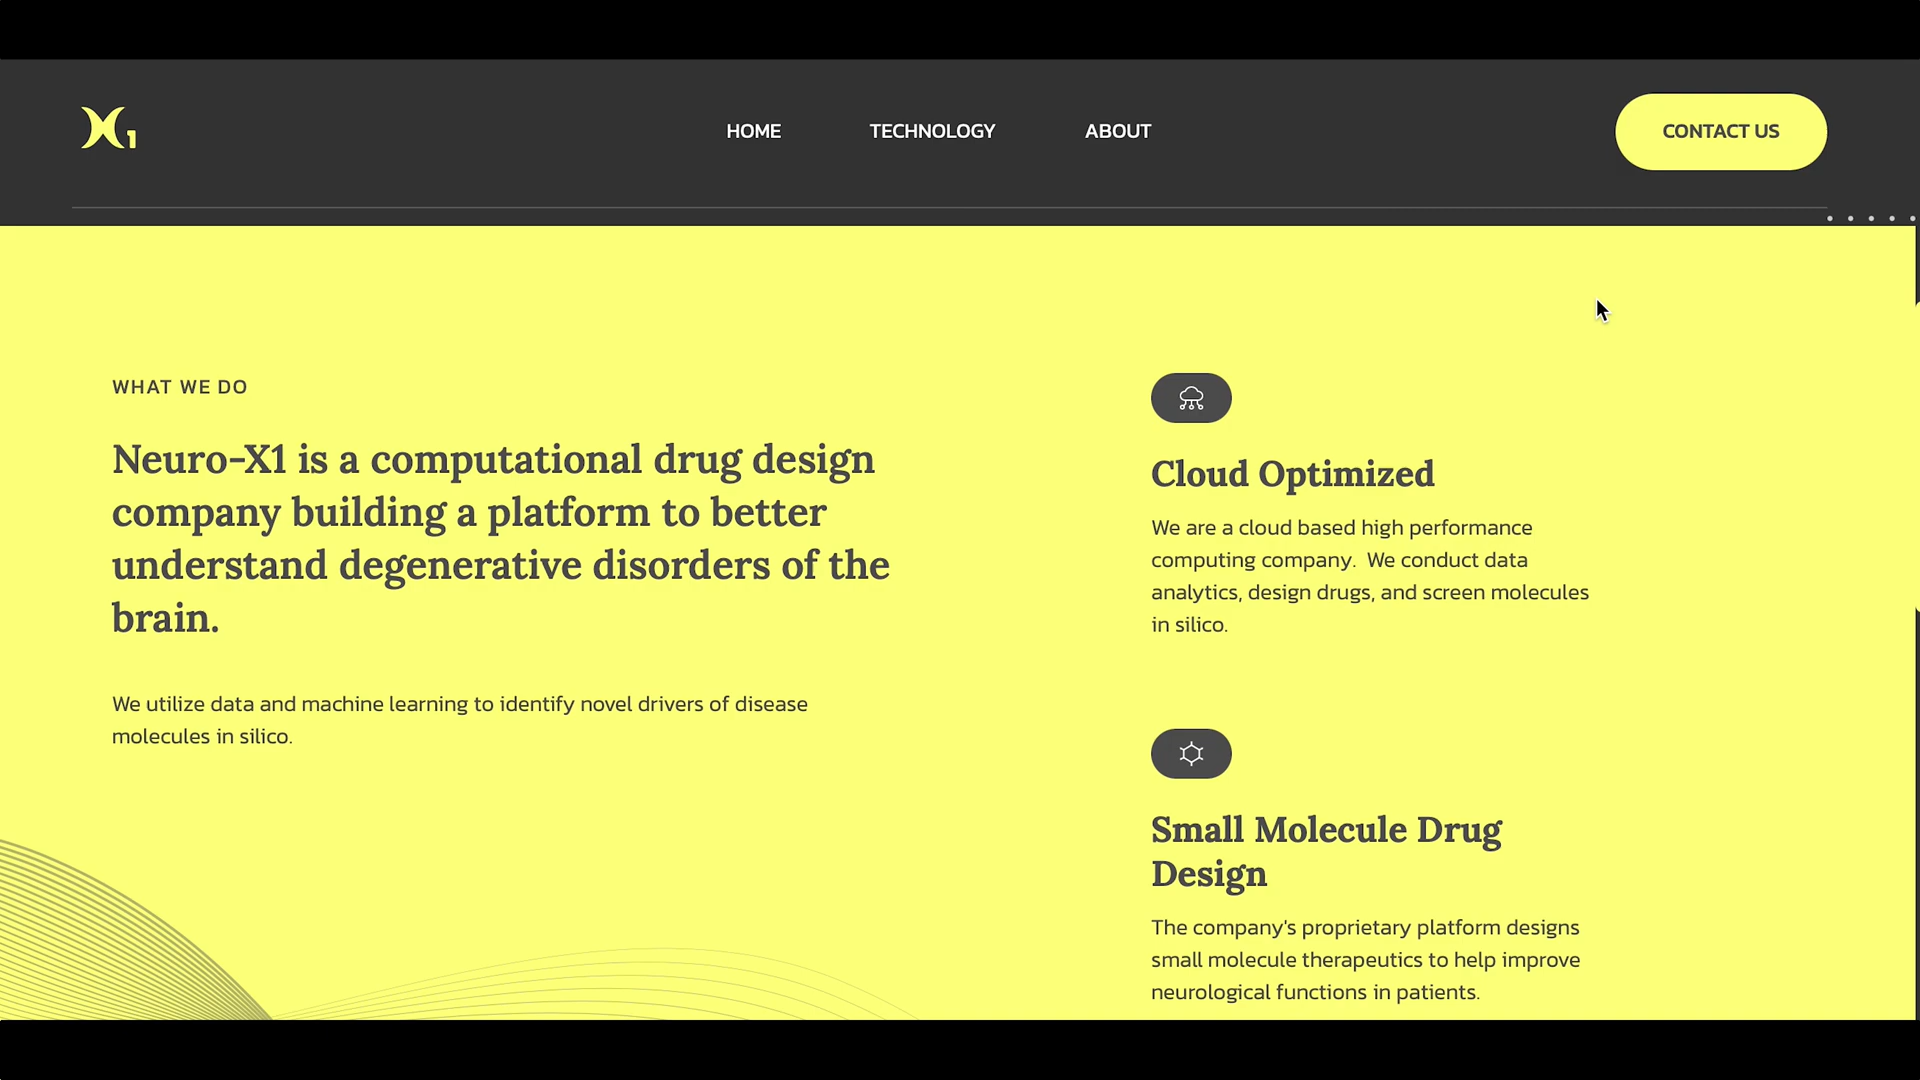 X1
HOME
TECHNOLOGY
ABOUT
CONTACT US
WHAT WE DO
Neuro-X1 is a computational drug design
company building a platform to better
understand degenerative disorders of the
brain.
We utilize data and machine learning to identify novel drivers of disease
molecules in silico.
Cloud Optimized
We are a cloud based high performance
computing company.  We conduct data
analytics, design drugs, and screen molecules
in silico.
Small Molecule Drug
Design
The company's proprietary platform designs
small molecule therapeutics to help improve
neurological functions in patients.